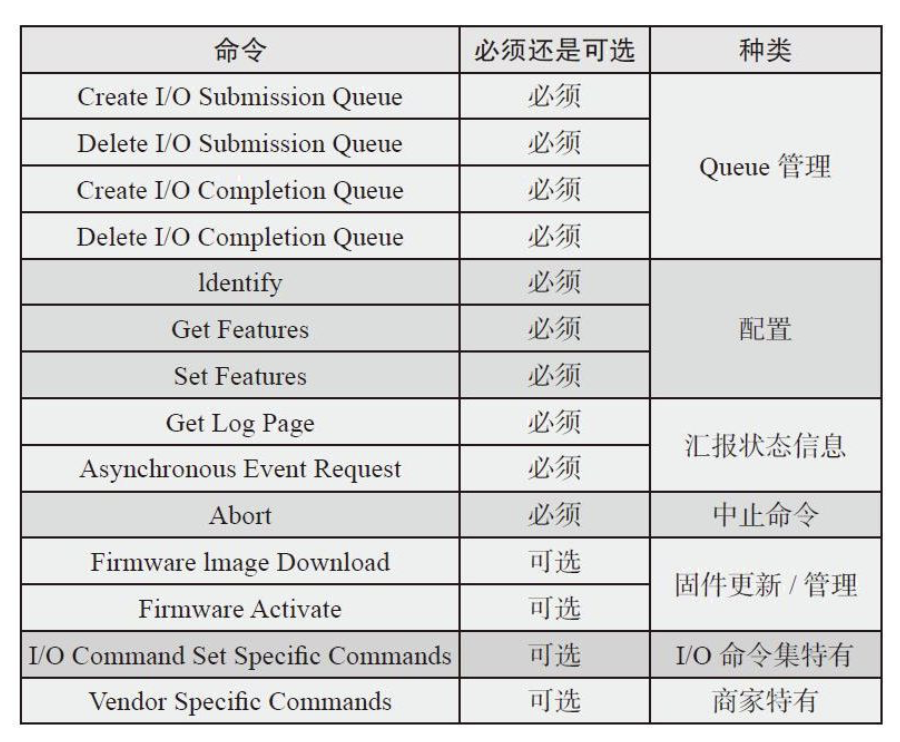 命令 必须还是可选 种类
Create I/O Submission Queue 必须
Delete I/O Submission Queue 必须
Queue 管理
Create I/O Completion Queue 必须
Delete I/O Completion Queue 必须
ldentify 必须
Get Features 必须 配置
Set Features 必须
Get Log Page 必须
汇报状态信息
Asynchronous Event Request 必须
Abort 必须 中止命令
Firmware lmage Download 可选
固件更新 / 管理
Firmware Activate 可选
I/O Command Set Specific Commands 可选 I/O 命令集特有
Vendor Specific Commands 可选 商家特有